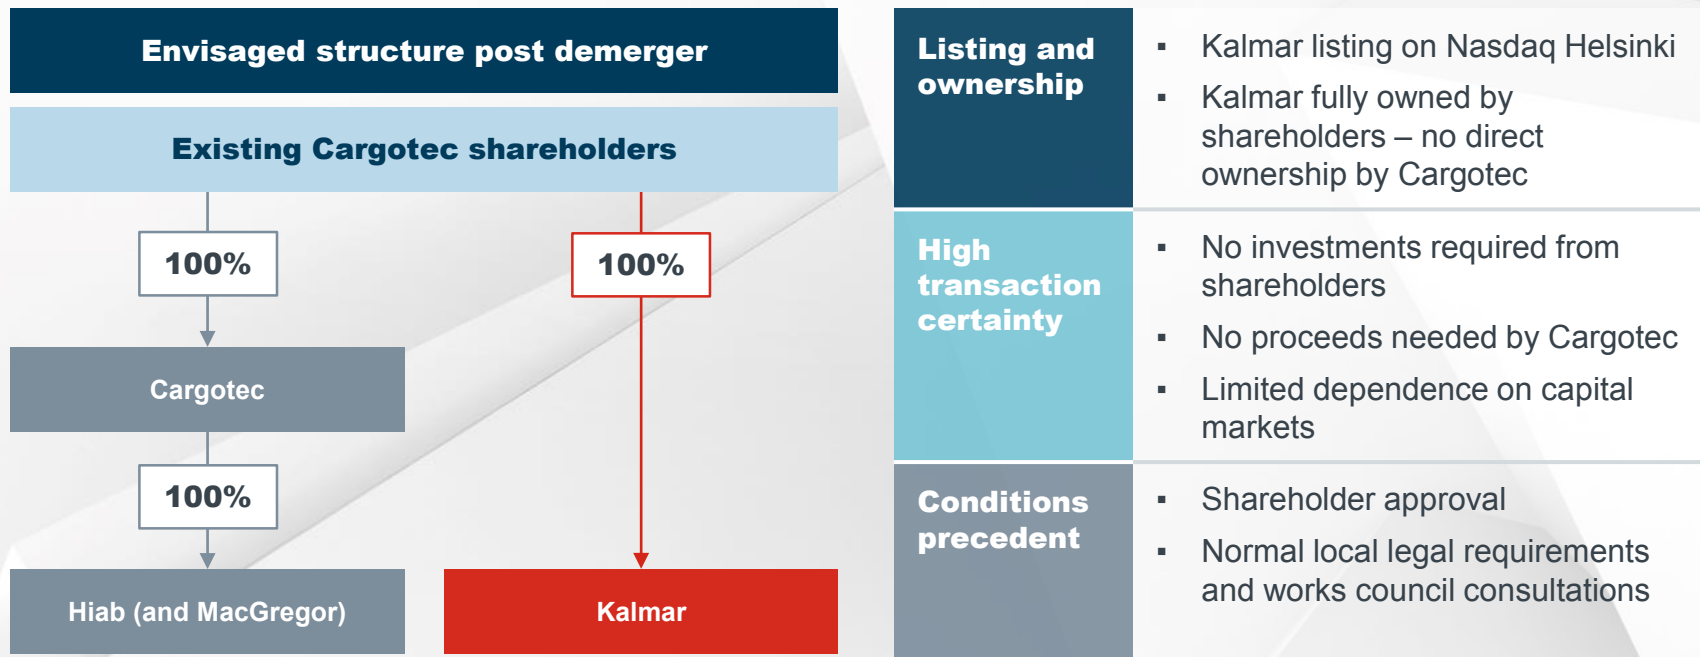 Envisaged structure post demerger
Existing Cargotec shareholders
100%
100%
Cargotec
100%
Hiab (and MacGregor)
Kalmar
Listing and
ownership
▪ Kalmar listing on Nasdaq Helsinki
▪ Kalmar fully owned by
shareholders – no direct
ownership by Cargotec
High
transaction
certainty
▪ No investments required from
shareholders
▪ No proceeds needed by Cargotec
▪ Limited dependence on capital
markets
Conditions
precedent
▪ Shareholder approval
▪ Normal local legal requirements
and works council consultations